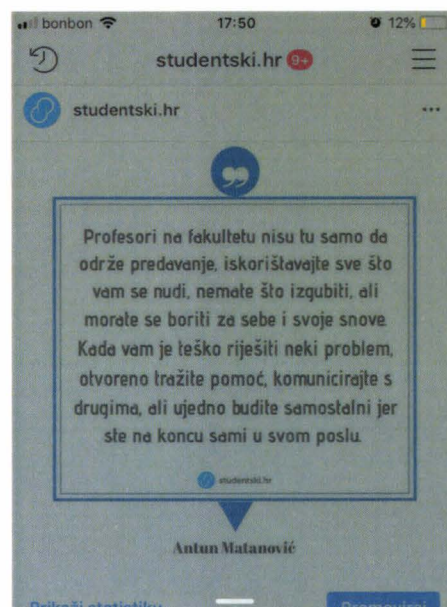 bonbon 17:50 12%
studentski.hr 9+
studentski.hr
Profesori na fakultetu nisu tu samo da
održe predavanje, iskorištavajte sve što
vam se nudi, nemate što izgubiti, ali
morate se boriti za sebe i svoje snove.
Kada vam je teško riješiti neki problem,
otvoreno tražite pomoć, komunicirajte s
drugima, ali ujedno budite samostalni jer
ste na koncu sami u svom poslu.
studentski.hr
Antun Matanović
Prikaži statistiku